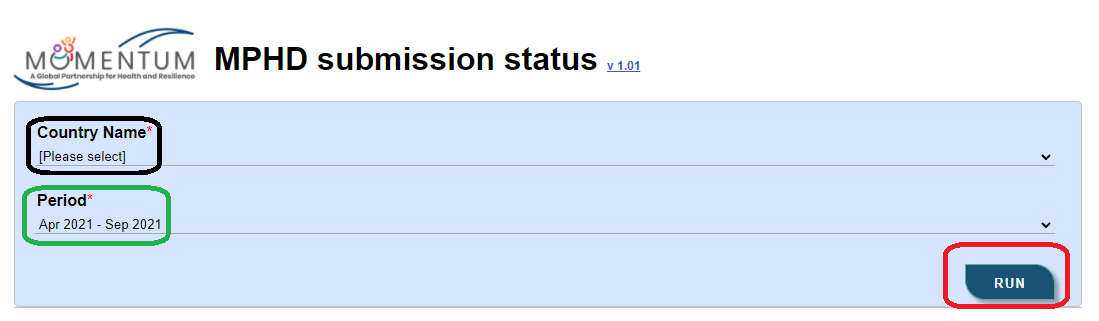 MOMENTUM
A Global Partnership for Health and Resilience
MPHD submission status v 1.01
Country Name*
[Please select]
Period*
Apr 2021 - Sep 2021
RUN